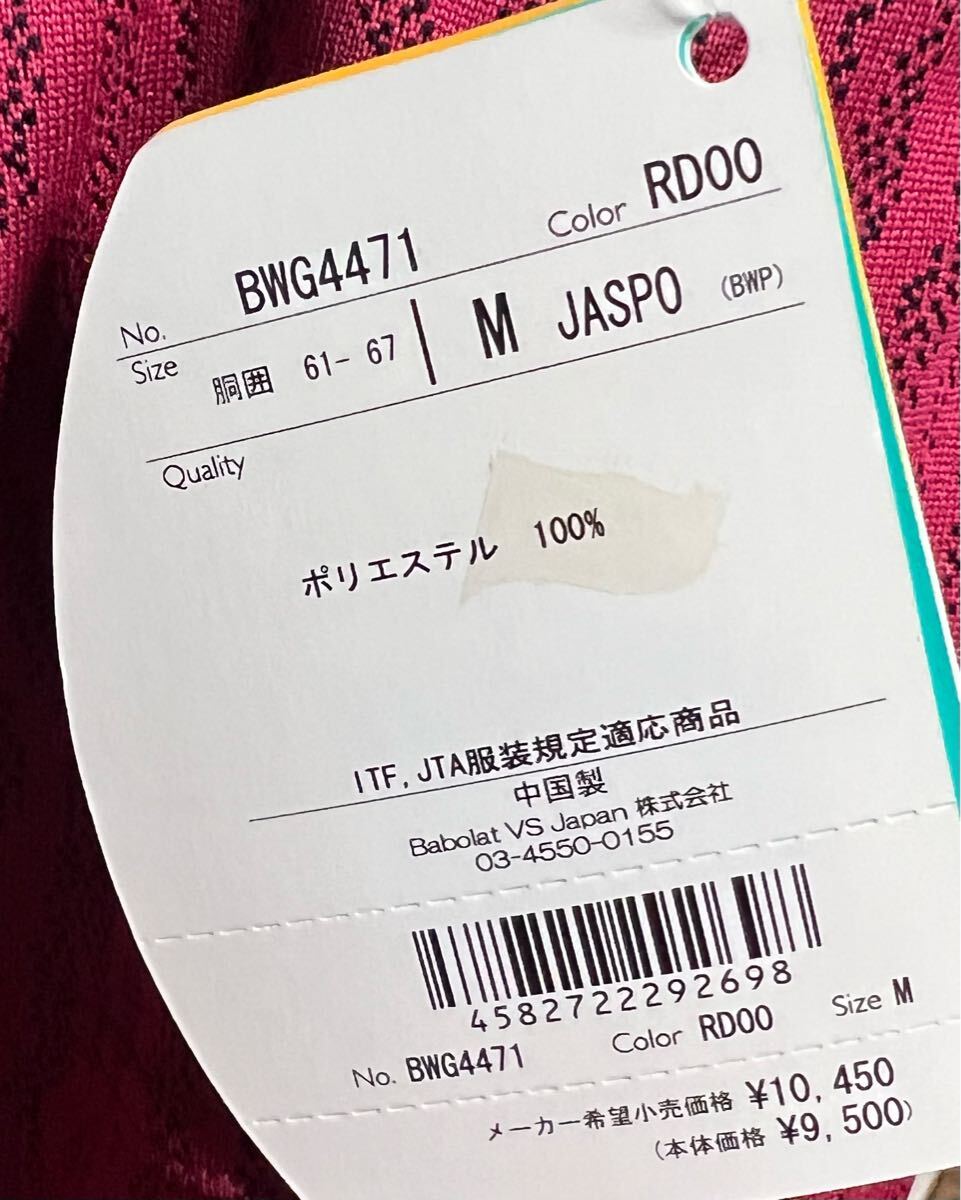 No. BWG4471 Color RD00
Size 胴囲 61- 67 M JASPO (BWP)
Quality
ポリエステル 100%
ITF, JTA服装規定適応商品
中国製
Babolat VS Japan 株式会社
03-4550-0155
4582722292698
No. BWG4471 Color RD00 Size M
メーカー希望小売価格 ¥10, 450
(本体価格 ¥9, 500)